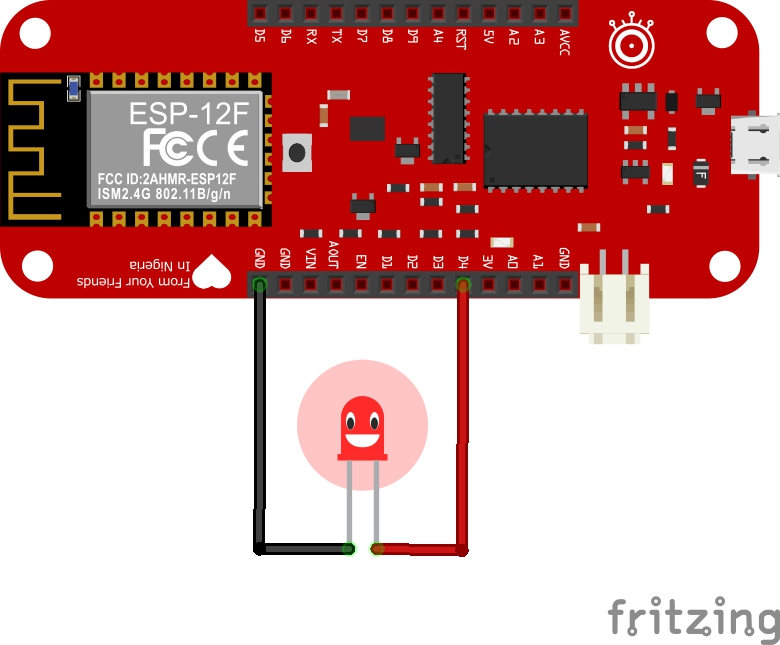 D5 D6 RX TX D7 D8 D9 A4 RST 5V A2 A3 AVCC
ESP-12F
FCC CE
FCC ID:2AHMR-ESP12F
ISM2.4G 802.11B/g/n
F
GND GND VIN AOUT EN D1 D2 D3 D4 3V A0 A1 GND
From Your Friends
In Nigeria
fritzing